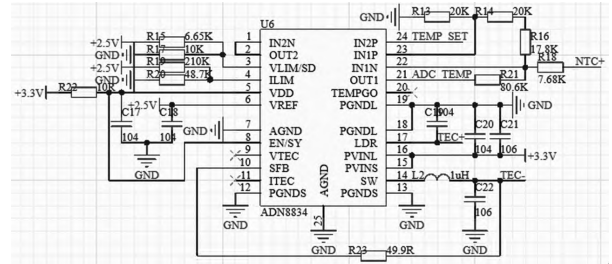 U6
R13 20K R14 20K
GND
R15 6.65K
+2.5V
R17 10K
GND
+2.5V
R19 210K
GND
R20 48.7K
R22 10R
+3.3V
+2.5V
C17
104
C18
104
GND
GND
1 IN2N
2 OUT2
3 VLIM/SD
4 ILIM
5 VDD
6 VREF
7 AGND
8 EN/SY
9 VTEC
10 SFB
11 ITEC
12 PGNDS
IN2P 24 TEMP SET
IN1P 23
IN1N 22
OUT1 21 ADC TEMP
TEMPGO 20
PGNDL 19
PGNDL 18
LDR 17 TEC+
PVINL 16
PVINS 15
SW 14
PGNDS 13
AGND
25
ADN8834
R16
17.8K
R18
7.68K
NTC+
R21
80.6K
GND
C19 104
C20
104
C21
106
+3.3V
L2 1uH
TEC-
C22
106
GND
GND
GND
GND
R23 49.9R